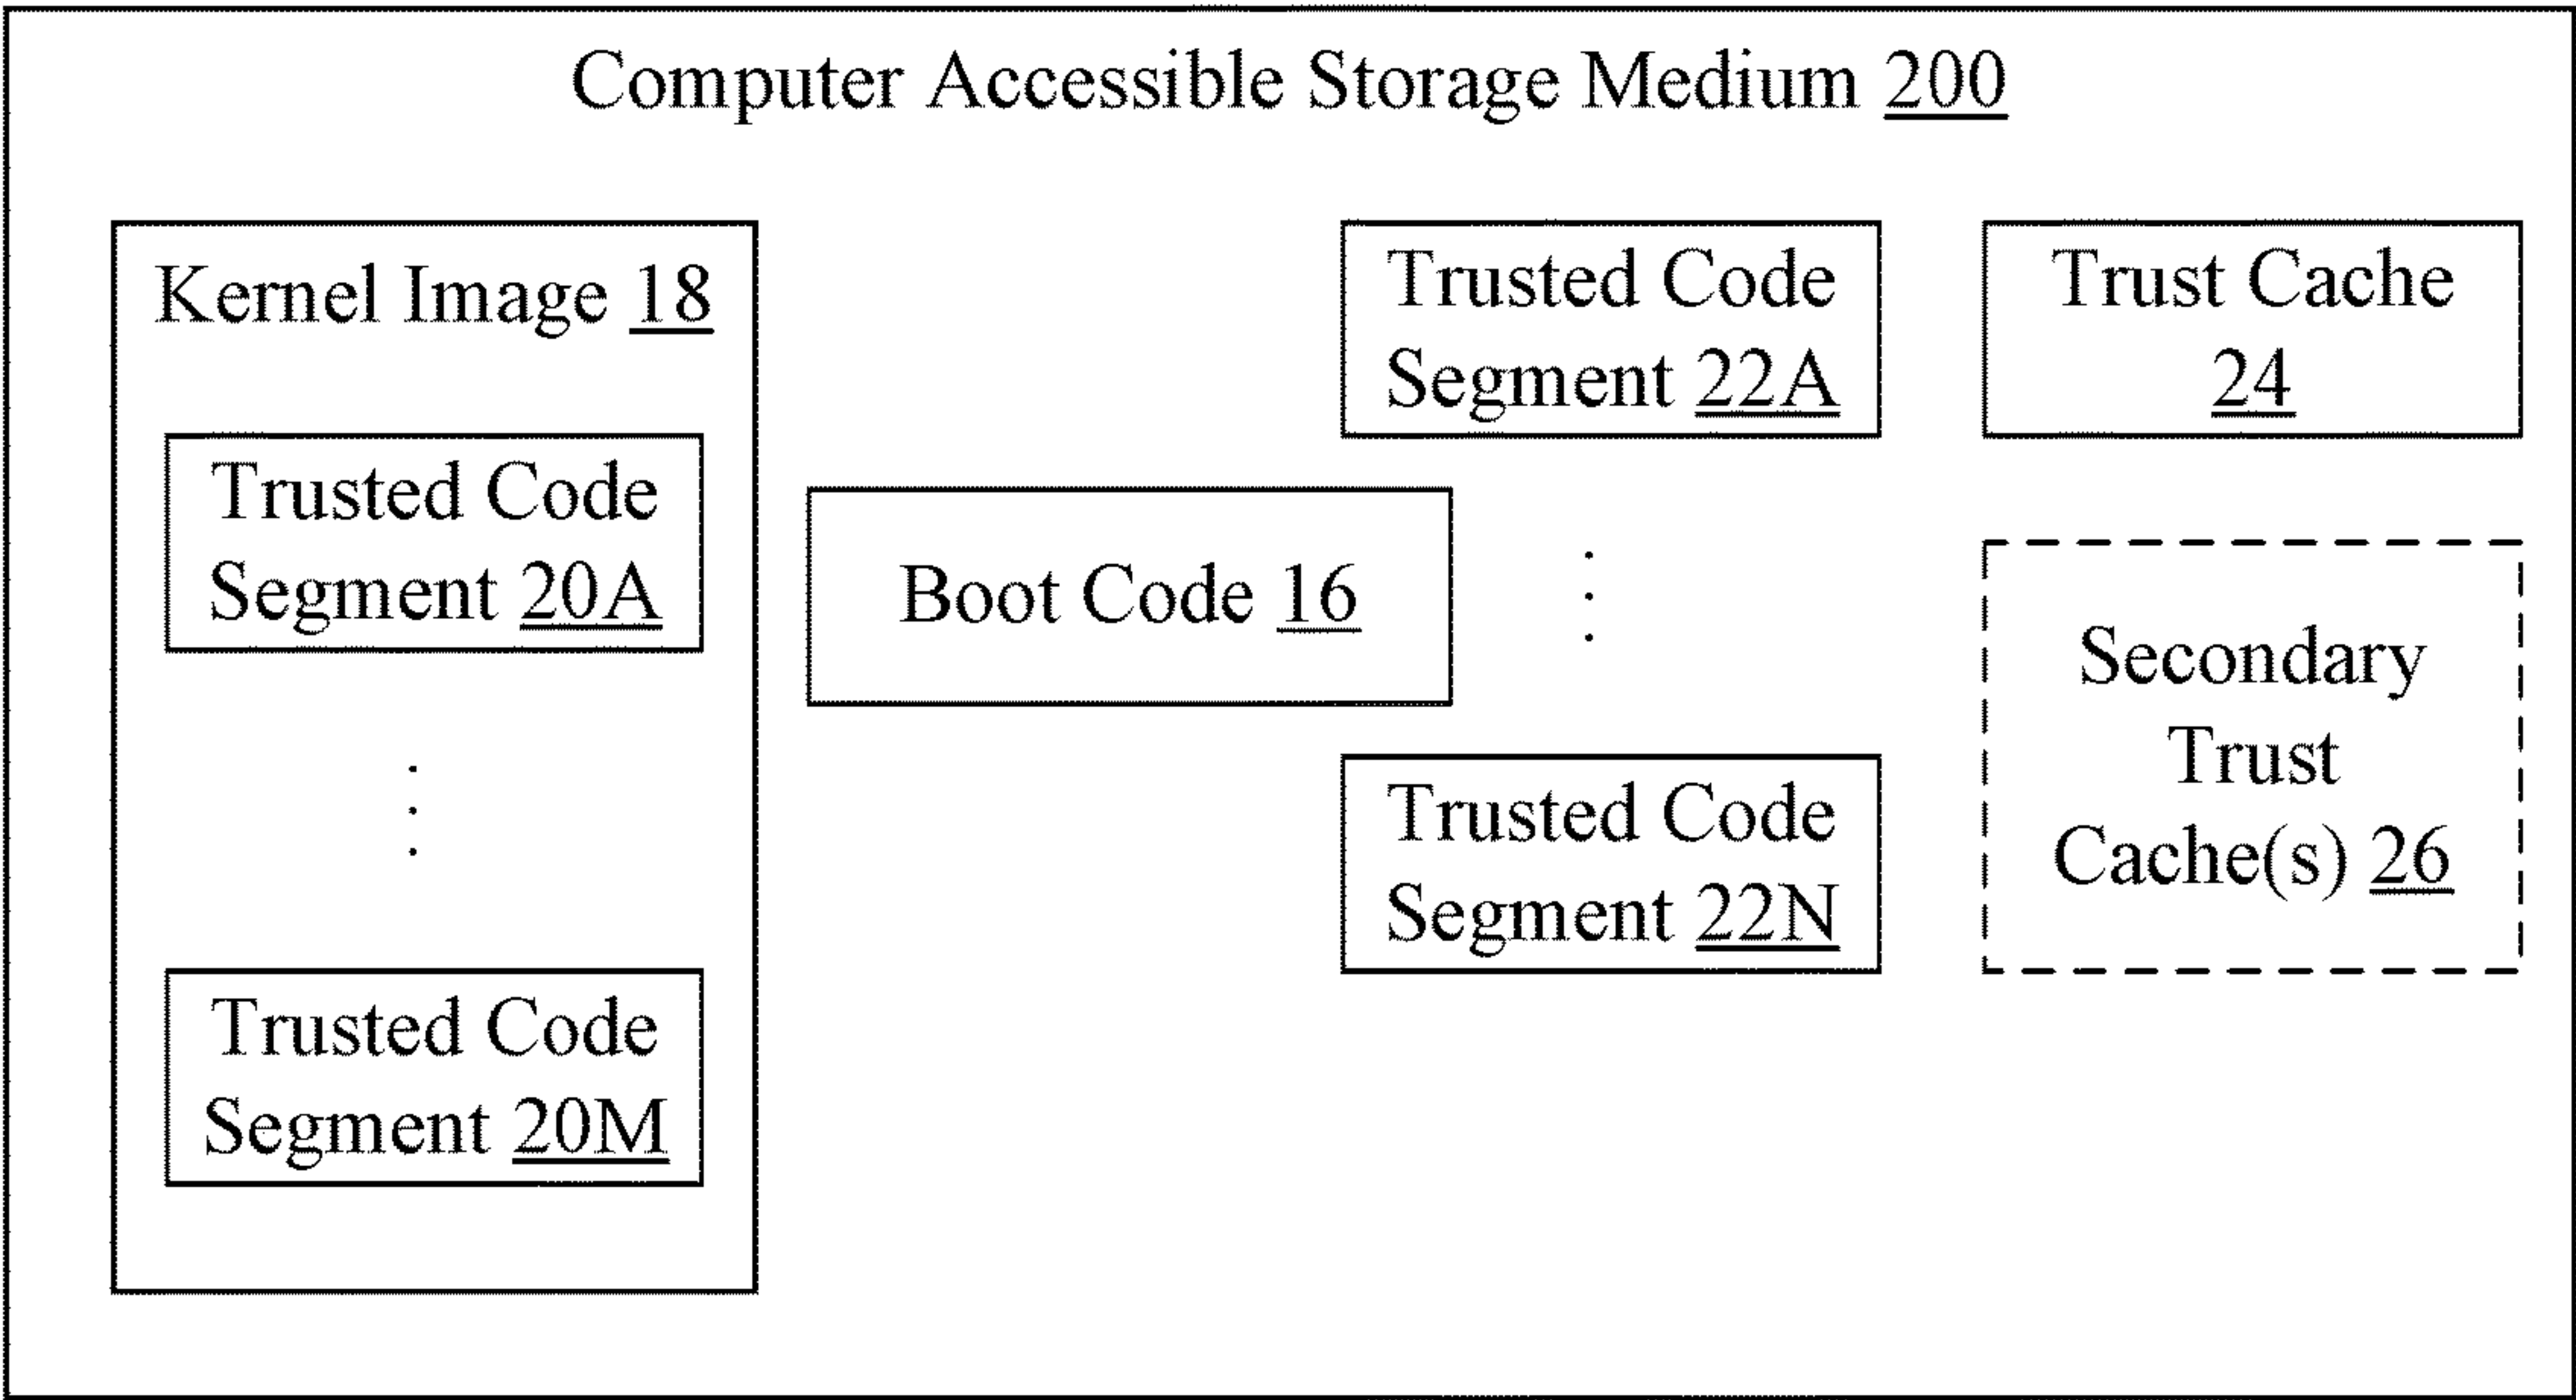 Computer Accessible Storage Medium 200
Kernel Image 18
Trusted Code
Segment 20A
Trusted Code
Segment 20M
Boot Code 16
Trusted Code
Segment 22A
Trusted Code
Segment 22N
Trust Cache
24
Secondary
Trust
Cache(s) 26